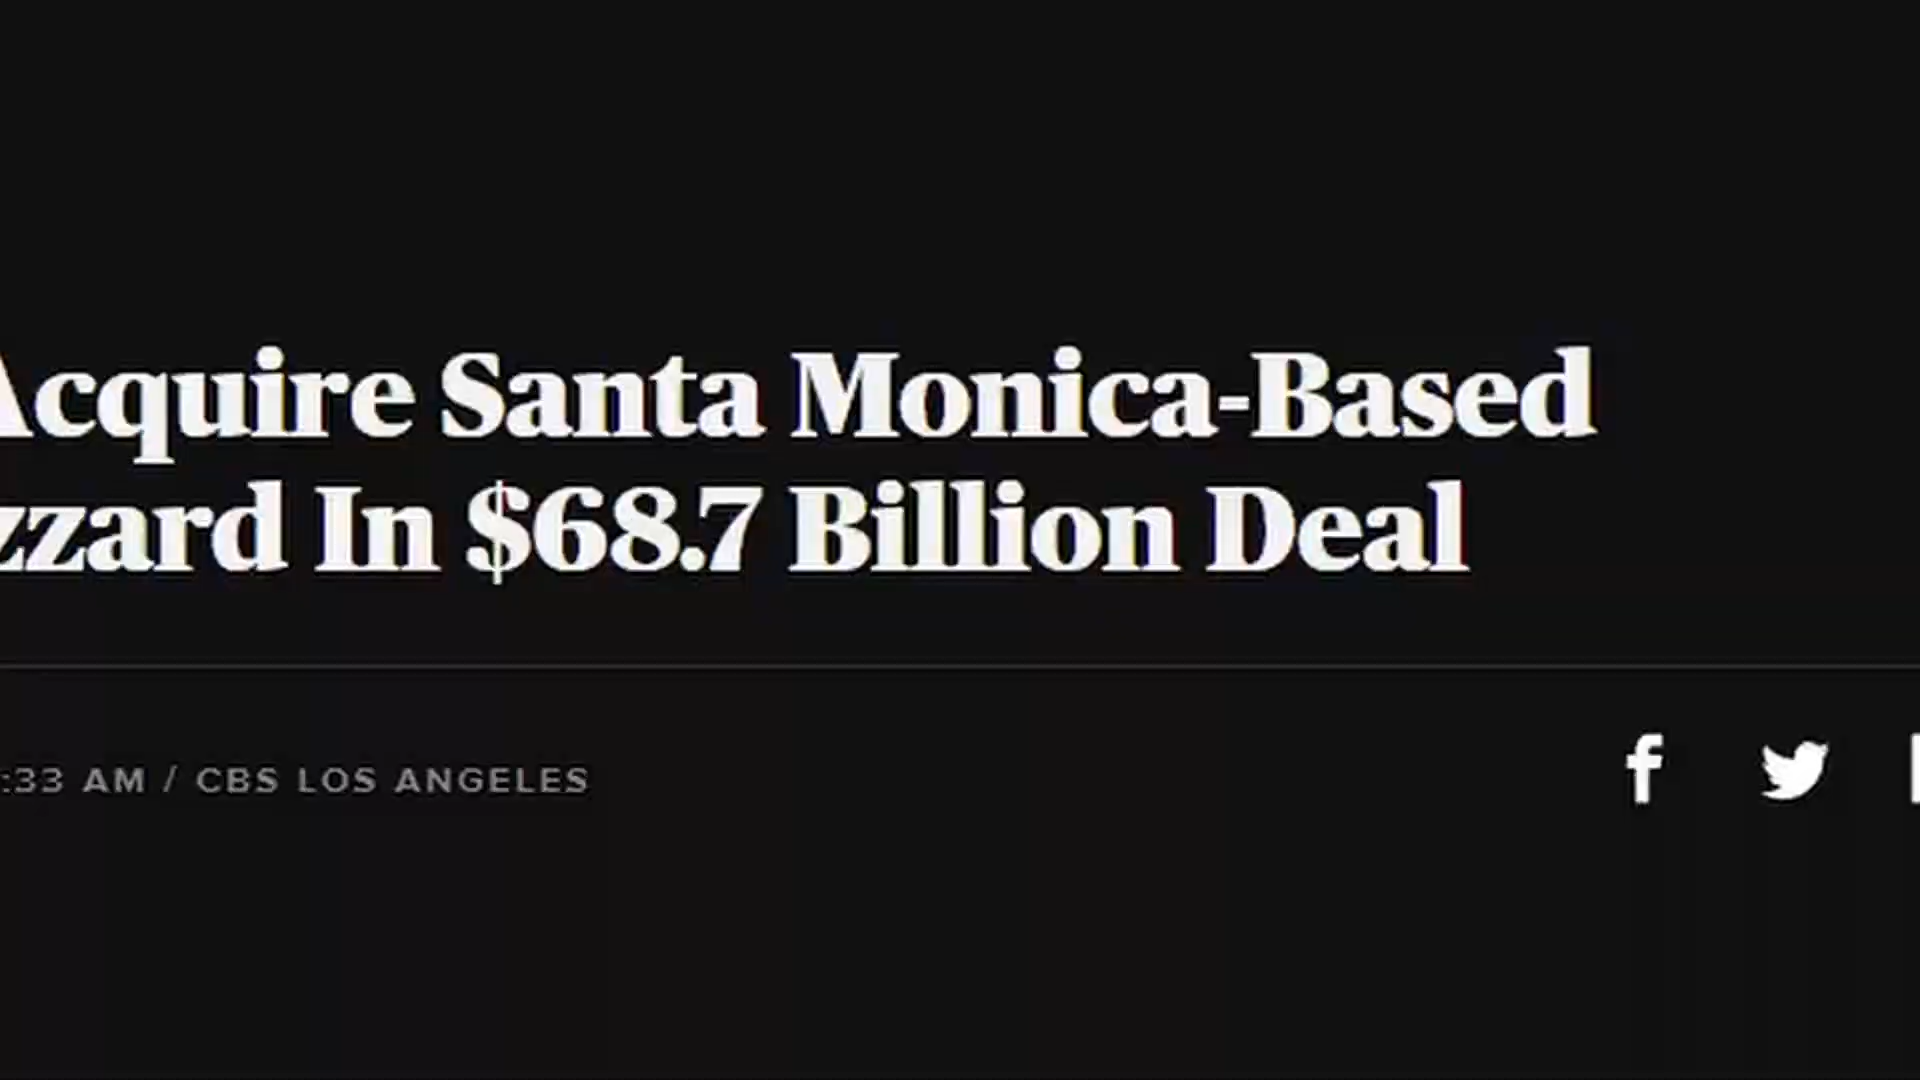 Acquire Santa Monica-Based
zzard In $68.7 Billion Deal
:33 AM / CBS LOS ANGELES